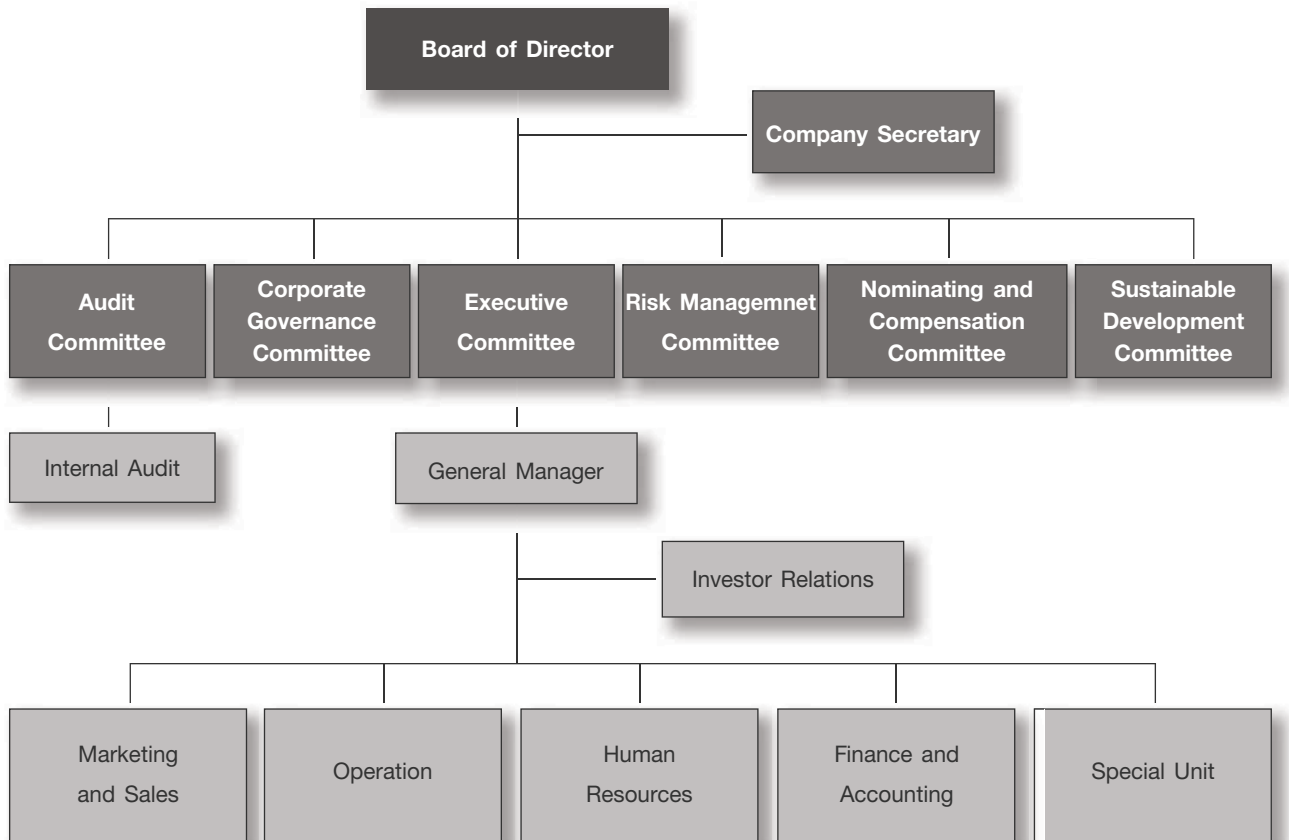 Board of Director
Company Secretary
Audit
Committee
Corporate
Governance
Committee
Executive
Committee
Risk Managemnet
Committee
Nominating and
Compensation
Committee
Sustainable
Development
Committee
Internal Audit
General Manager
Investor Relations
Marketing
and Sales
Operation
Human
Resources
Finance and
Accounting
Special Unit